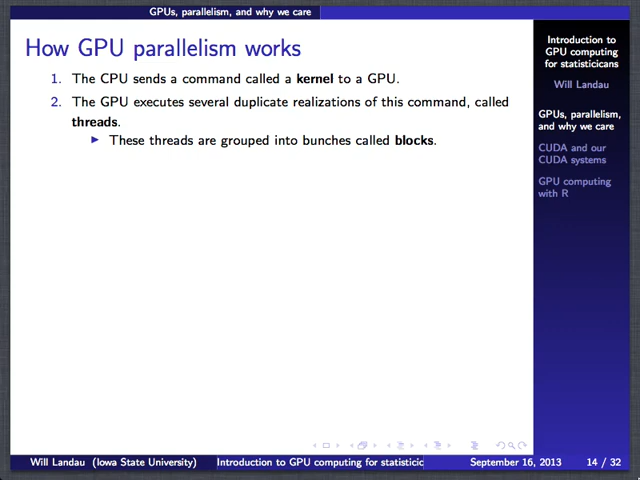 GPUs, parallelism, and why we care
How GPU parallelism works
1. The CPU sends a command called a kernel to a GPU.
2. The GPU executes several duplicate realizations of this command, called
threads.
These threads are grouped into bunches called blocks.
Introduction to
GPU computing
for statisticians
Will Landau
GPUs, parallelism,
and why we care
CUDA and our
CUDA systems
GPU computing
with R
Will Landau (Iowa State University)
Introduction to GPU computing for statistic
September 16, 2013
14 / 32